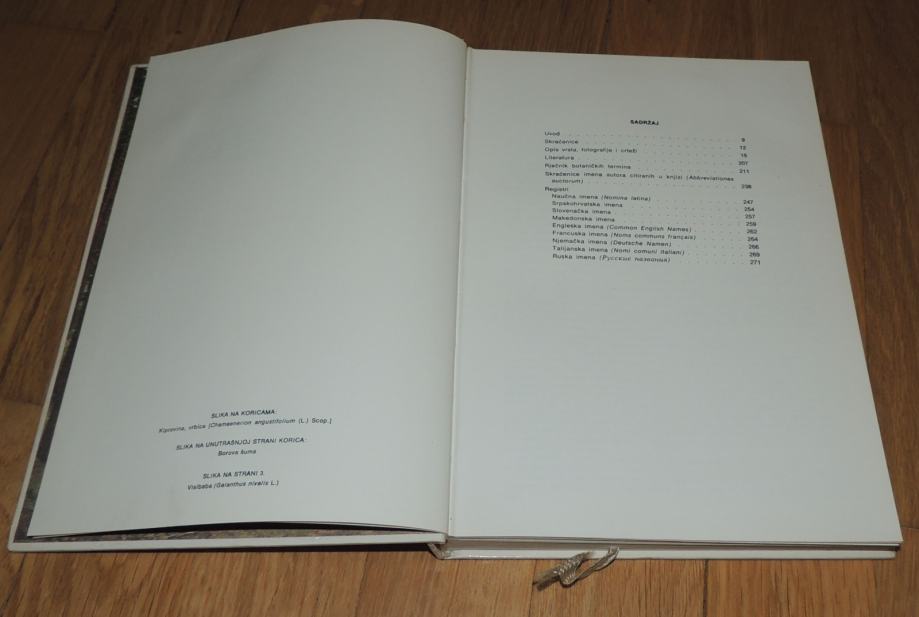 SLIKA NA KORICAMA:
Kiprovina, vrbica (Chamaenerion angustifolium (L.) Scop.]
SLIKA NA UNUTRAŠNJOJ STRANI KORICA:
Borova šuma
SLIKA NA STRANI 3.
Visibaba (Galanthus nivalis L.)
SADRŽAJ
Uvod 9
Skraćenice 12
Opis vrsta, fotografije i crteži 15
Literatura 207
Rječnik botaničkih termina 211
Skraćenice imena autora citiranih u knjizi (Abbreviationes
auctorum) 238
Registri
Naučna imena (Nomina latina) 247
Srpskohrvatska imena 254
Slovenačka imena 257
Makedonska imena 259
Engleska imena (Common English Names) 262
Francuska imena (Noms communs français) 264
Njemačka imena (Deutsche Namen) 266
Talijanska imena (Nomi comuni italiani) 269
Ruska imena (Русские названия) 271